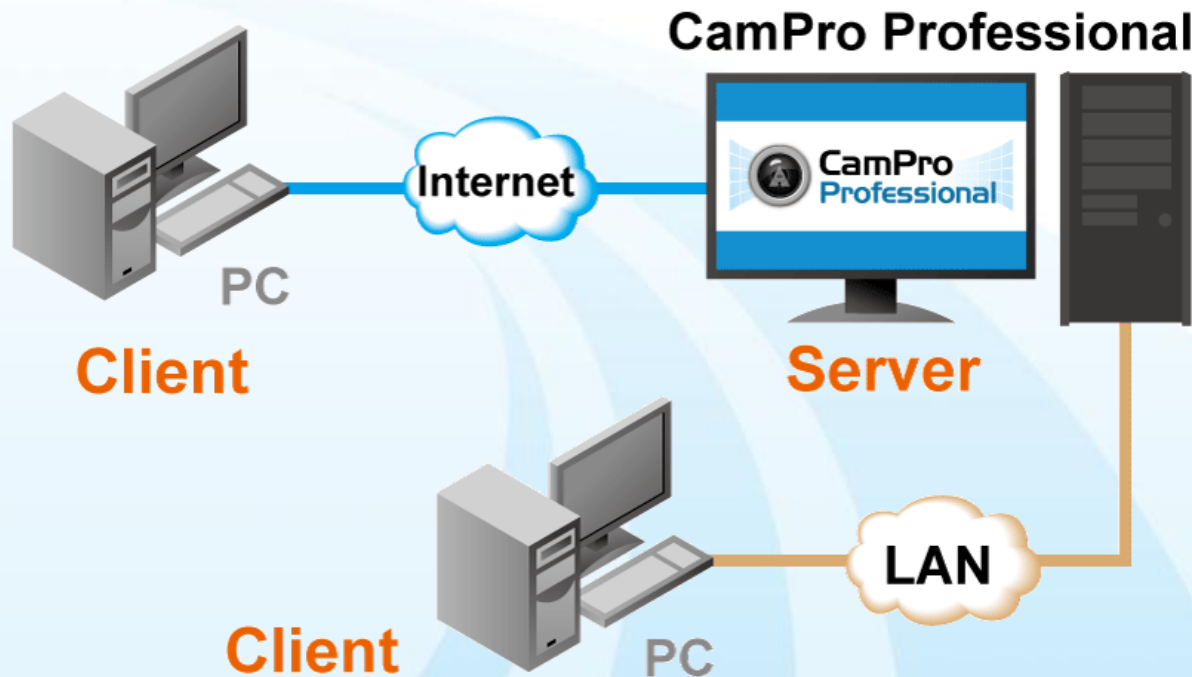 CamPro Professional
Internet
CamPro
Professional
PC
Client
Server
LAN
Client
PC